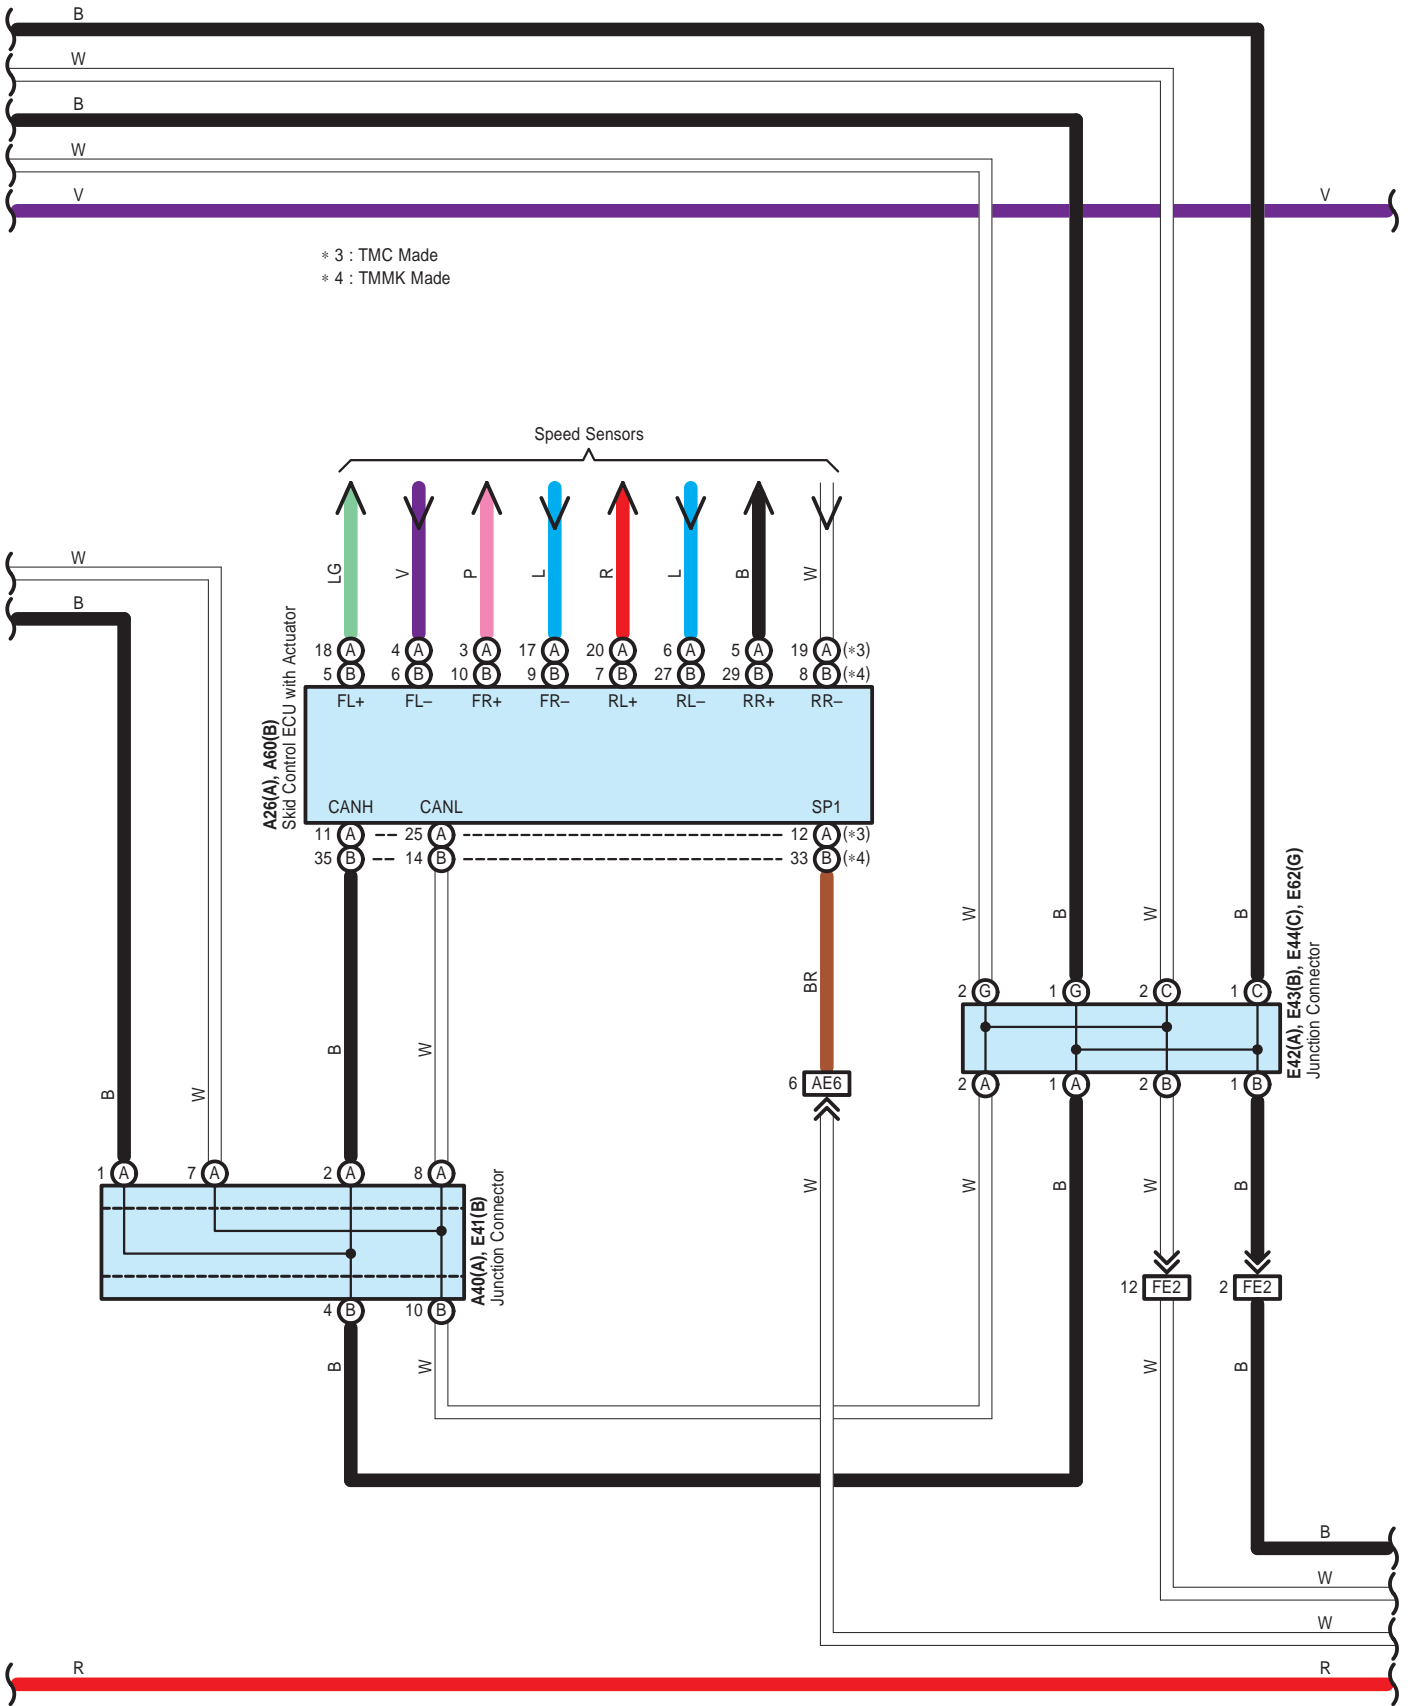 B
W
B
W
V V
∗ 3 : TMC Made
∗ 4 : TMMK Made
Speed Sensors
W
B
LG V P L R L B W
18 A 4 A 3 A 17 A 20 A 6 A 5 A 19 A (∗3)
5 B 6 B 10 B 9 B 7 B 27 B 29 B 8 B (∗4)
FL+ FL– FR+ FR– RL+ RL– RR+ RR–
A26(A), A60(B)
Skid Control ECU with Actuator
CANH CANL SP1
11 A 25 A 12 A (∗3)
35 B 14 B 33 B (∗4)
W B W B
BR
2 G 1 G 2 C 1 C
E42(A), E43(B), E44(C), E62(G)
Junction Connector
B W
6 AE6
2 A 1 A 2 B 1 B
B W
1 A 7 A 2 A 8 A
W W B W B
A40(A), E41(B)
Junction Connector
12 FE2 2 FE2
4 B 10 B
B W W B
B
W
W
R R